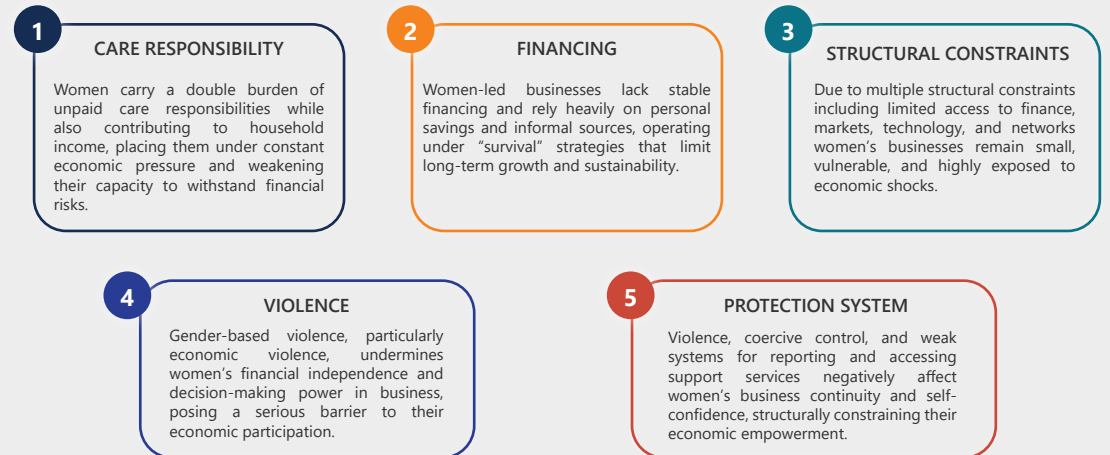 1
CARE RESPONSIBILITY
Women carry a double burden of
unpaid care responsibilities while
also contributing to household
income, placing them under constant
economic pressure and weakening
their capacity to withstand financial
risks.
2
FINANCING
Women-led businesses lack stable
financing and rely heavily on personal
savings and informal sources, operating
under “survival” strategies that limit
long-term growth and sustainability.
3
STRUCTURAL CONSTRAINTS
Due to multiple structural constraints
including limited access to finance,
markets, technology, and networks
women’s businesses remain small,
vulnerable, and highly exposed to
economic shocks.
4
VIOLENCE
Gender-based violence, particularly
economic violence, undermines
women’s financial independence and
decision-making power in business,
posing a serious barrier to their
economic participation.
5
PROTECTION SYSTEM
Violence, coercive control, and weak
systems for reporting and accessing
support services negatively affect
women’s business continuity and self-
confidence, structurally constraining their
economic empowerment.